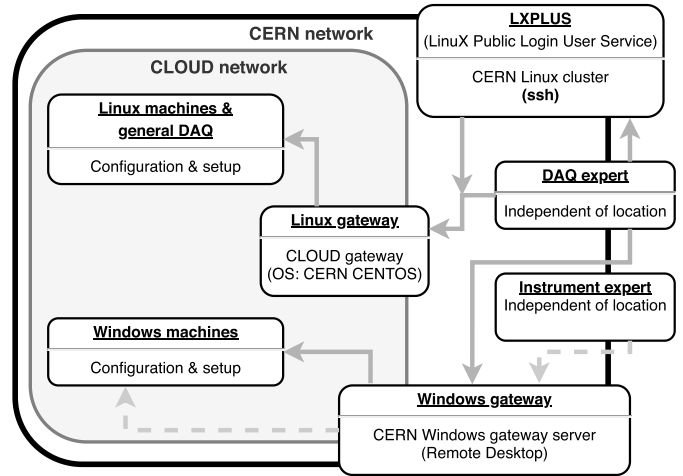 CERN network
CLOUD network
LXPLUS
(LinuX Public Login User Service)
CERN Linux cluster
(ssh)
Linux machines &
general DAQ
Configuration & setup
DAQ expert
Independent of location
Linux gateway
CLOUD gateway
(OS: CERN CENTOS)
Instrument expert
Independent of location
Windows machines
Configuration & setup
Windows gateway
CERN Windows gateway server
(Remote Desktop)